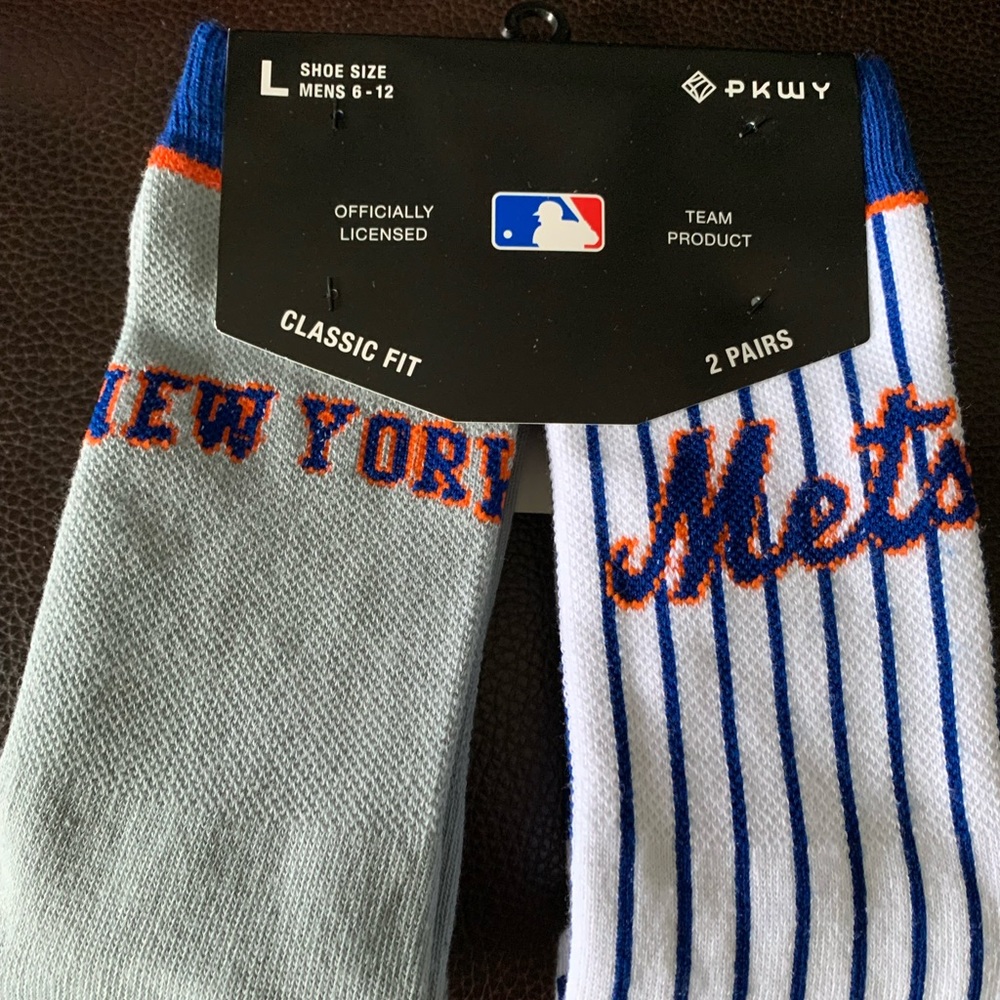 L
SHOE SIZE
MENS 6-12
PKWY
OFFICIALLY
LICENSED
TEAM
PRODUCT
CLASSIC FIT
2 PAIRS
NEW YORK
Mets